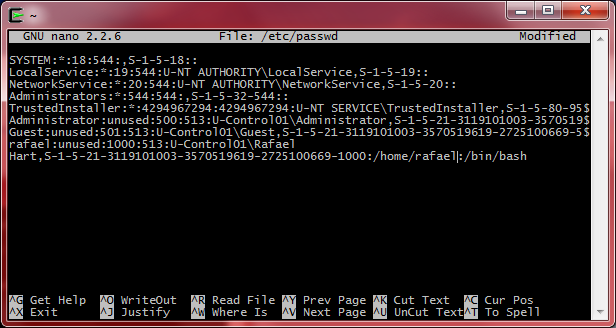 ~
GNU nano 2.2.6 File: /etc/passwd Modified
SYSTEM:*:18:544:,S-1-5-18::
LocalService:*:19:544:U-NT AUTHORITY\LocalService,S-1-5-19::
NetworkService:*:20:544:U-NT AUTHORITY\NetworkService,S-1-5-20::
Administrators:*:544:544:,S-1-5-32-544::
TrustedInstaller:*:4294967294:4294967294:U-NT SERVICE\TrustedInstaller,S-1-5-80-95$
Administrator:unused:500:513:U-Control01\Administrator,S-1-5-21-3119101003-3570519$
Guest:unused:501:513:U-Control01\Guest,S-1-5-21-3119101003-3570519619-2725100669-5$
rafael:unused:1000:513:U-Control01\Rafael
Hart,S-1-5-21-3119101003-3570519619-2725100669-1000:/home/rafael:/bin/bash
^G Get Help ^O WriteOut ^R Read File ^Y Prev Page ^K Cut Text ^C Cur Pos
^X Exit ^J Justify ^W Where Is ^V Next Page ^U UnCut Text ^T To Spell